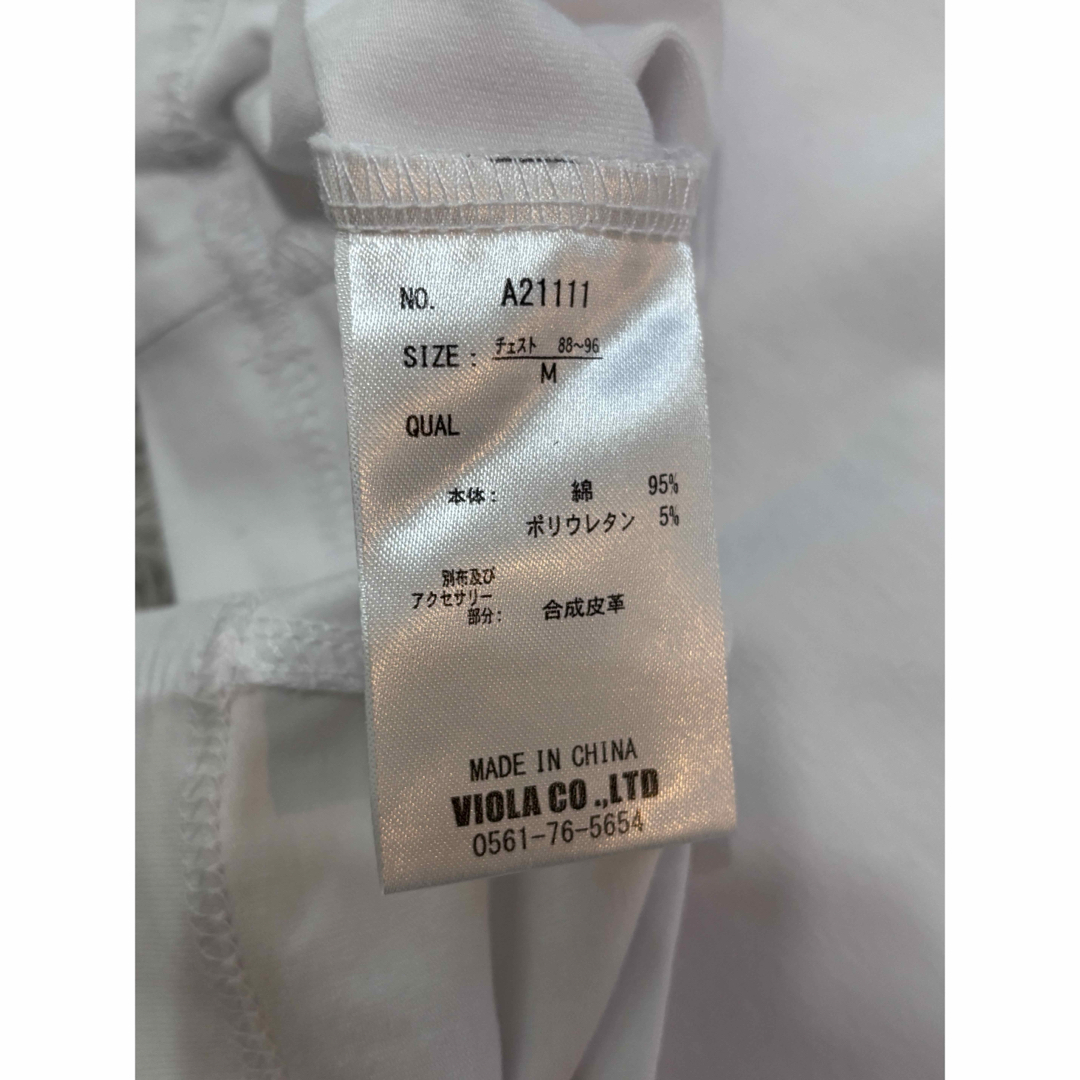 NO. A21111
SIZE: チェスト 88~96
M
QUAL
本体: 綿 95%
ポリウレタン 5%
別布及び
アクセサリー
部分: 合成皮革
MADE IN CHINA
VIOLA CO.,LTD
0561-76-5654